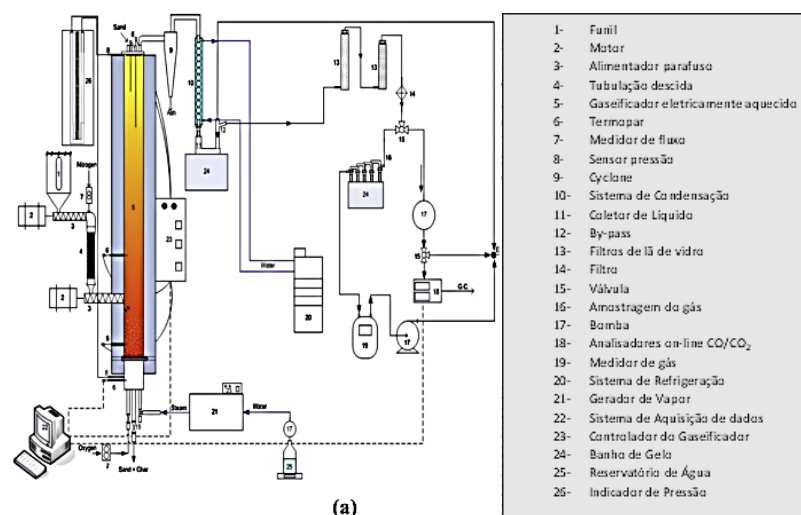 Sand
Ash
Nitrogen
Water
G.C.
Steam
Water
Oxygen
Sand + Char
(a)
1- Funil
2- Motor
3- Alimentador parafuso
4- Tubulação descida
5- Gaseificador eletricamente aquecido
6- Termopar
7- Medidor de fluxo
8- Sensor pressão
9- Cyclone
10- Sistema de Condensação
11- Coletor de Líquido
12- By-pass
13- Filtros de lã de vidro
14- Filtro
15- Válvula
16- Amostragem do gás
17- Bomba
18- Analisadores on-line CO/CO₂
19- Medidor de gás
20- Sistema de Refrigeração
21- Gerador de Vapor
22- Sistema de Aquisição de dados
23- Controlador do Gaseificador
24- Banho de Gelo
25- Reservatório de Água
26- Indicador de Pressão